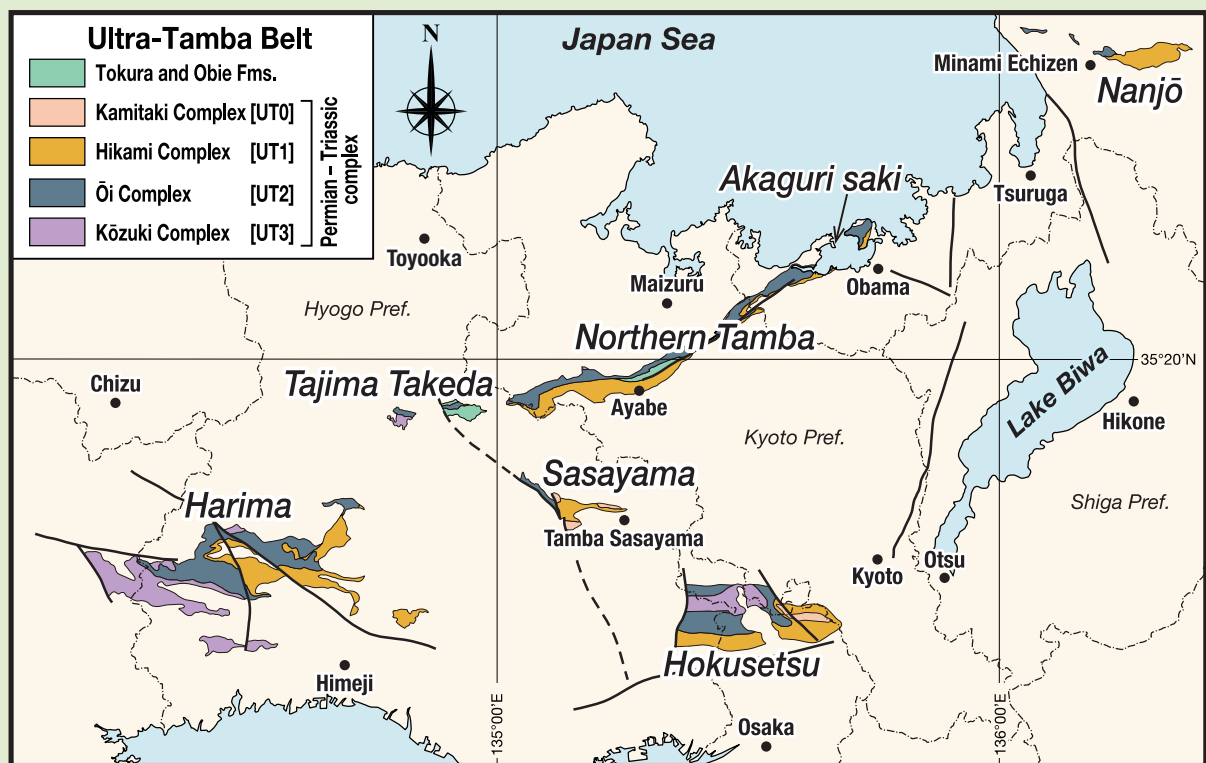 Ultra-Tamba Belt
Tokura and Obie Fms.
Kamitaki Complex [UT0]
Hikami Complex [UT1]
Ōi Complex [UT2]
Kōzuki Complex [UT3]
Permian – Triassic
complex
N
Japan Sea
Minami Echizen
Nanjō
Akaguri saki
Tsuruga
Toyooka
Maizuru
Obama
Hyogo Pref.
Northern Tamba
35°20'N
Chizu
Tajima Takeda
Ayabe
Lake Biwa
Hikone
Kyoto Pref.
Sasayama
Harima
Shiga Pref.
Tamba Sasayama
Kyoto
Otsu
Hokusetsu
Himeji
135°00'E
136°00'E
Osaka